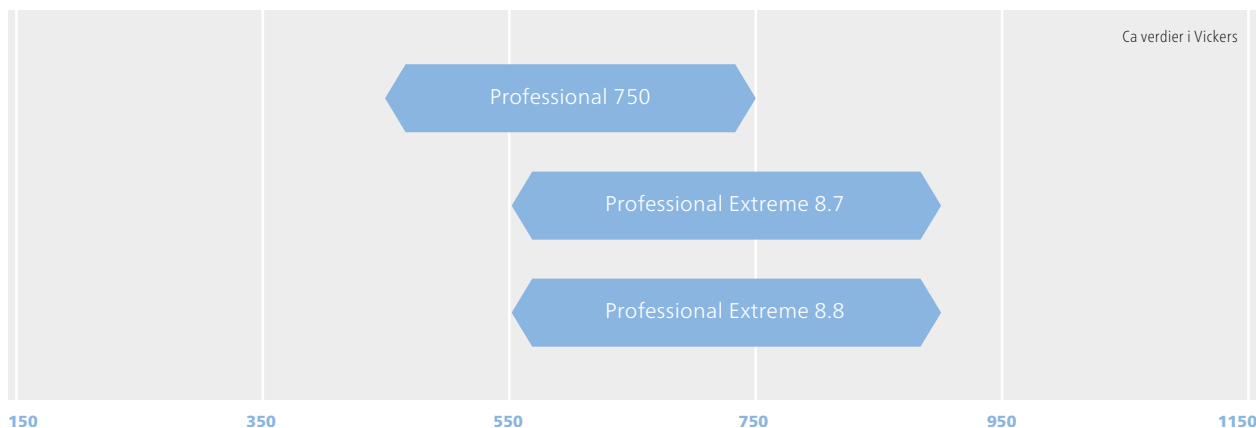 Ca verdier i Vickers
Professional 750
Professional Extreme 8.7
Professional Extreme 8.8
150 350 550 750 950 1150